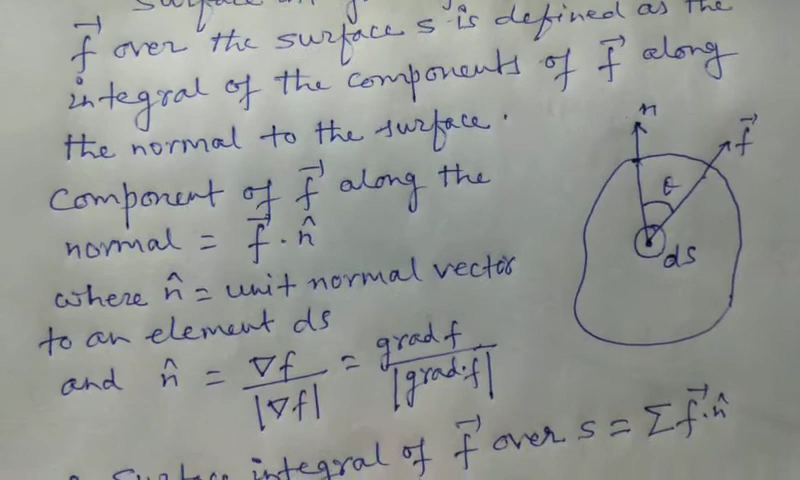 Surface
f⃗ over the surface s is defined as the
integral of the components of f⃗ along
the normal to the surface.
component of f⃗ along the
normal = f⃗ . n̂
where n̂ = unit normal vector
to an element ds
and n̂ = ∇f / |∇f| = grad f / |grad.f|
Surface integral of f⃗ over s = Σ f⃗.n̂
n
f⃗
θ
ds